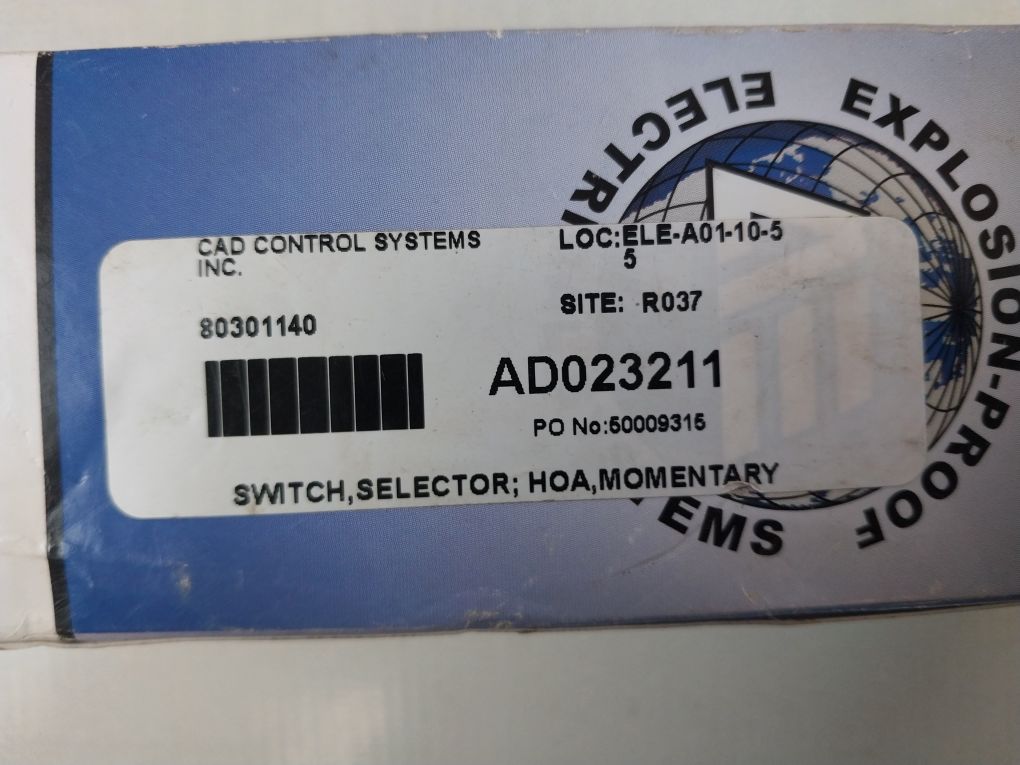 EXPLOSION-PROOF
ELECTRI
EMS
CAD CONTROL SYSTEMS
INC.
LOC:ELE-A01-10-5
5
80301140
SITE: R037
AD023211
PO No:50009315
SWITCH,SELECTOR; HOA,MOMENTARY